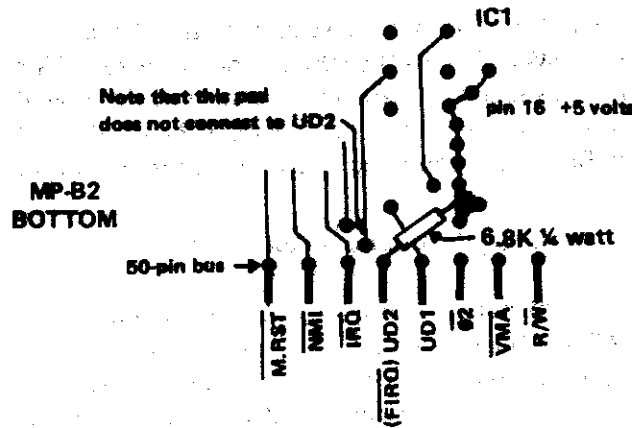 IC1
Note that this pad
does not connect to UD2
pin 16 +5 volts
MP-B2
BOTTOM
6.8K ¼ watt
50-pin bus
M.RST
NMI
IRQ
(FIRQ) UD2
UD1
Ø2
VMA
R/W